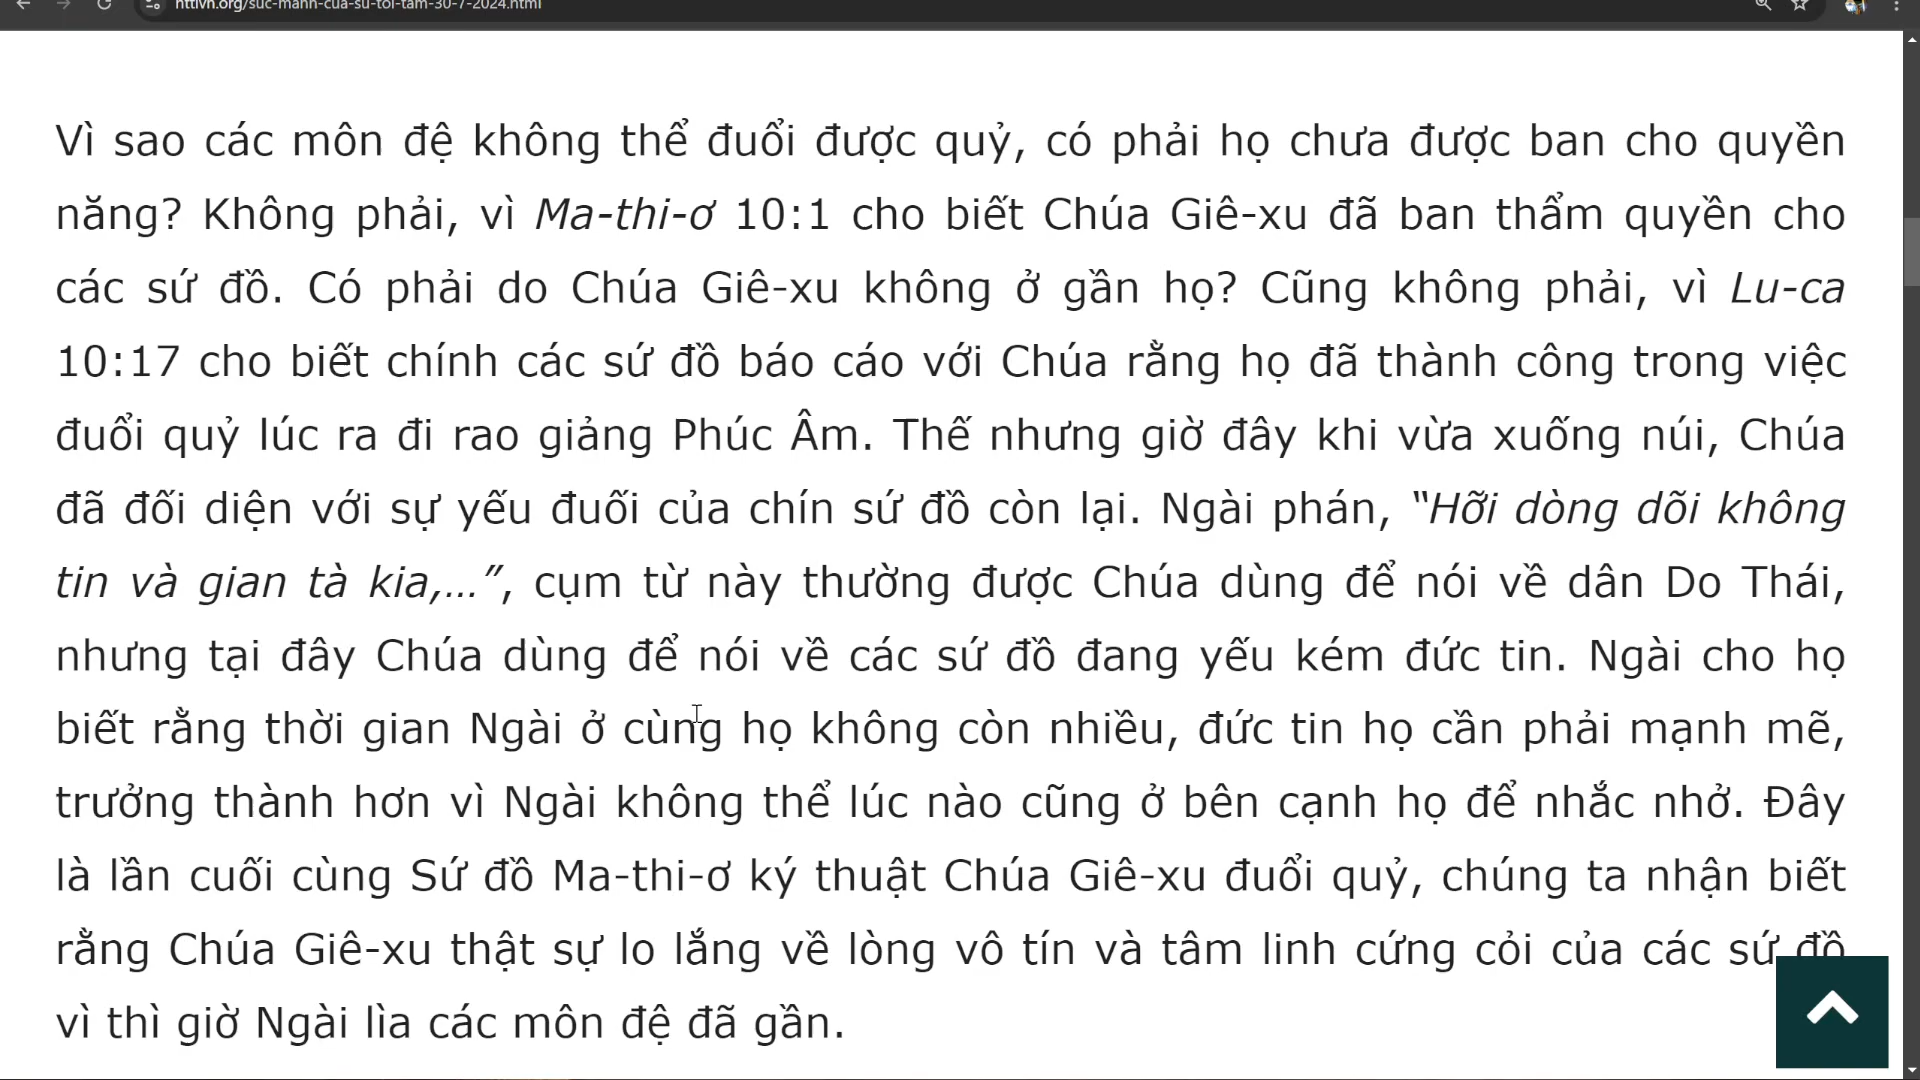 httlvn.org/suc-manh-cua-su-toi-tam-30-7-2024.html
Vì sao các môn đệ không thể đuổi được quỷ, có phải họ chưa được ban cho quyền
năng? Không phải, vì Ma-thi-ơ 10:1 cho biết Chúa Giê-xu đã ban thẩm quyền cho
các sứ đồ. Có phải do Chúa Giê-xu không ở gần họ? Cũng không phải, vì Lu-ca
10:17 cho biết chính các sứ đồ báo cáo với Chúa rằng họ đã thành công trong việc
đuổi quỷ lúc ra đi rao giảng Phúc Âm. Thế nhưng giờ đây khi vừa xuống núi, Chúa
đã đối diện với sự yếu đuối của chín sứ đồ còn lại. Ngài phán, “Hỡi dòng dõi không
tin và gian tà kia,…”, cụm từ này thường được Chúa dùng để nói về dân Do Thái,
nhưng tại đây Chúa dùng để nói về các sứ đồ đang yếu kém đức tin. Ngài cho họ
biết rằng thời gian Ngài ở cùng họ không còn nhiều, đức tin họ cần phải mạnh mẽ,
trưởng thành hơn vì Ngài không thể lúc nào cũng ở bên cạnh họ để nhắc nhở. Đây
là lần cuối cùng Sứ đồ Ma-thi-ơ ký thuật Chúa Giê-xu đuổi quỷ, chúng ta nhận biết
rằng Chúa Giê-xu thật sự lo lắng về lòng vô tín và tâm linh cứng cỏi của các sứ đồ
vì thì giờ Ngài lìa các môn đệ đã gần.